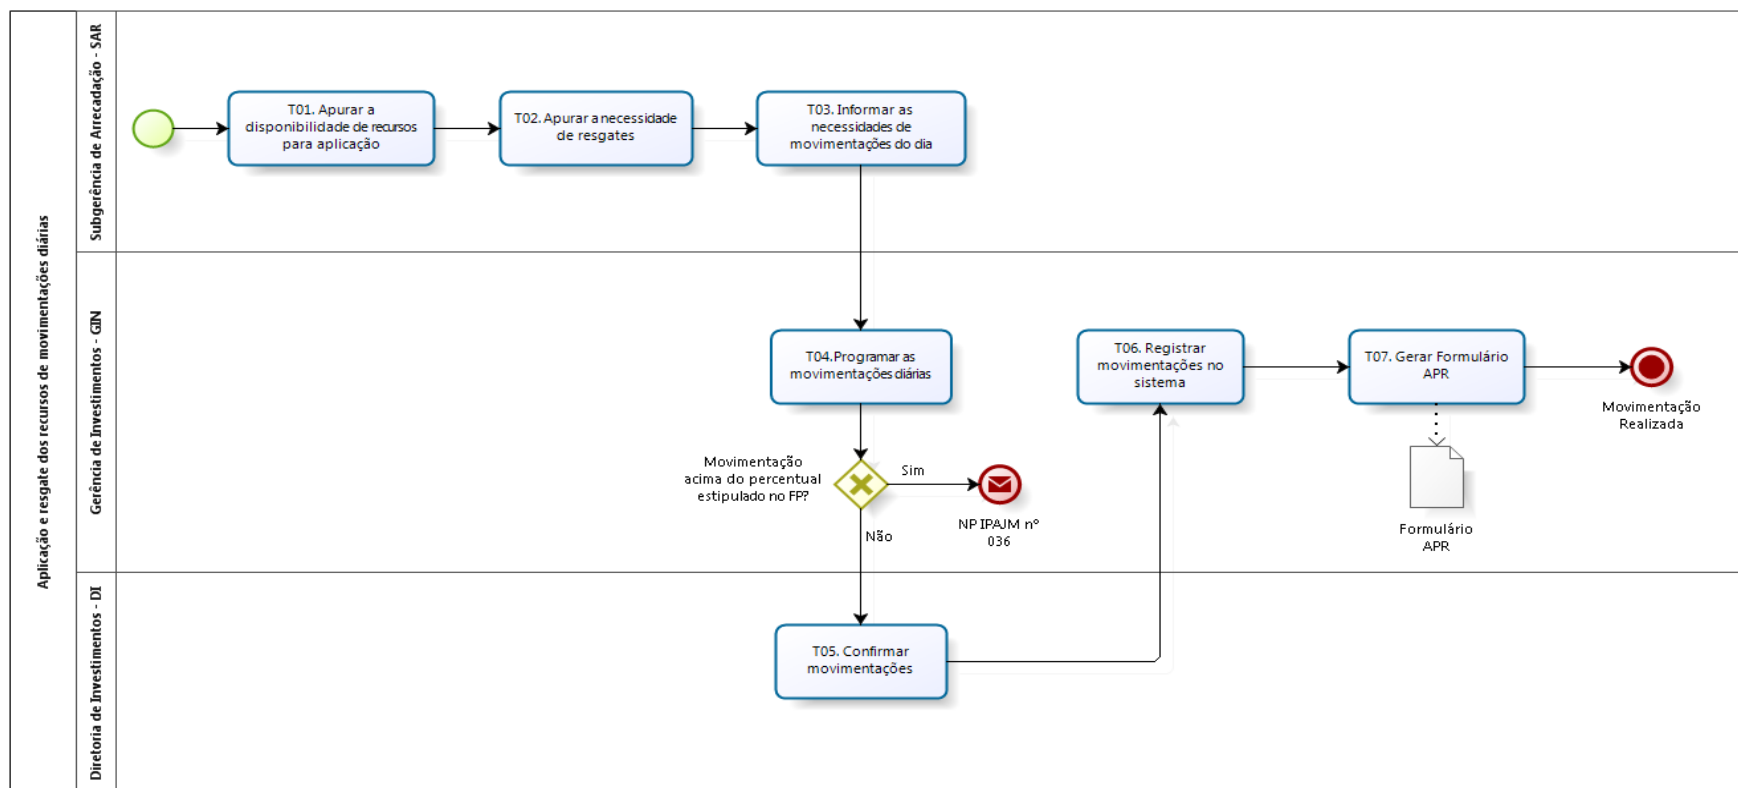 Aplicação e resgate dos recursos de movimentações diárias
Subgerência de Arrecadação - SAR
T01. Apurar a
disponibilidade de recursos
para aplicação
T02. Apurar a necessidade
de resgates
T03. Informar as
necessidades de
movimentações do dia
Gerência de Investimentos - GIN
T04.Programar as
movimentações diárias
Movimentação
acima do percentual
estipulado no FP?
Sim
NP IPAJM nº
036
Não
T06. Registrar
movimentações no
sistema
T07. Gerar Formulário
APR
Formulário
APR
Movimentação
Realizada
Diretoria de Investimentos - DI
T05. Confirmar
movimentações